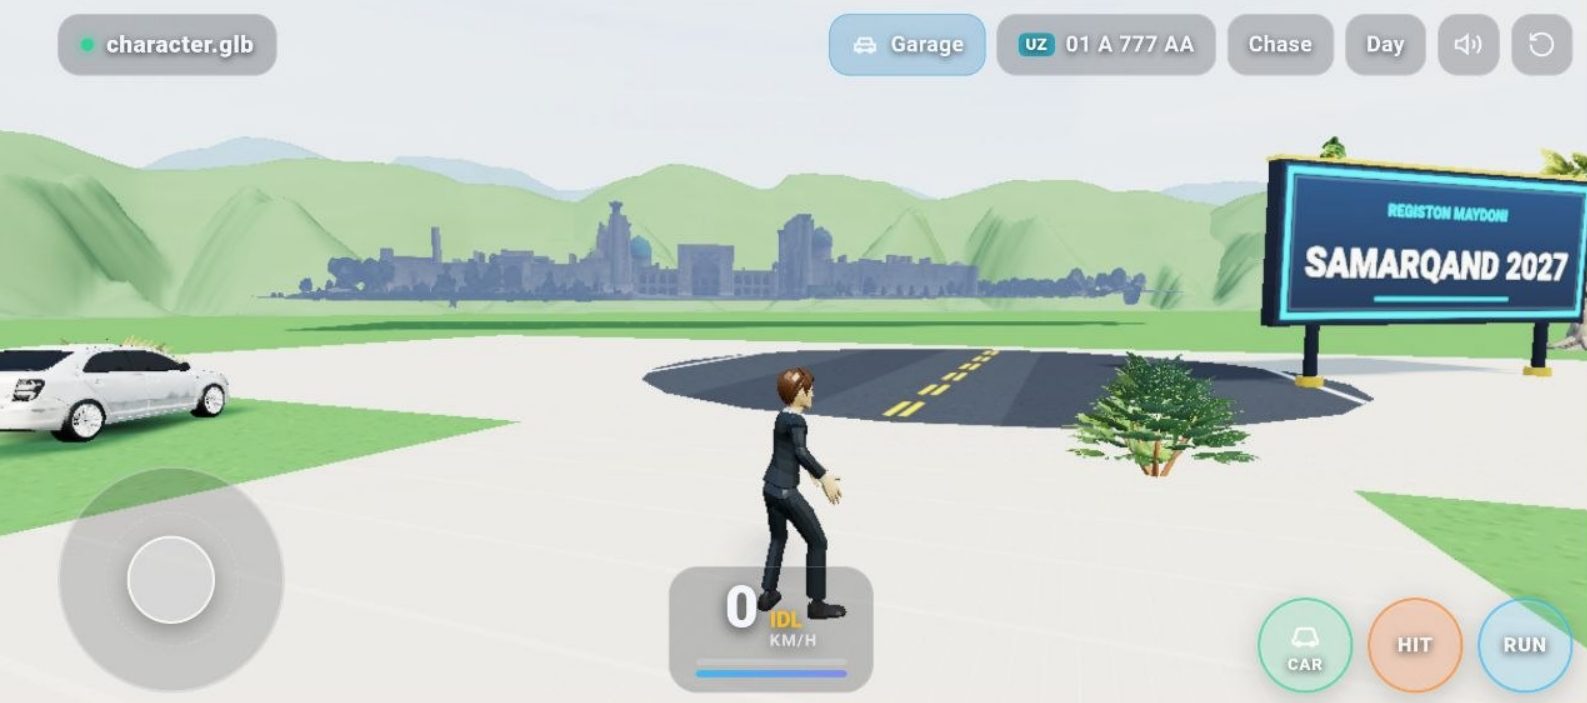 character.glb
Garage
UZ 01 A 777 AA
Chase
Day
REGISTON MAYDONI
SAMARQAND 2027
0 IDL
KM/H
CAR
HIT
RUN